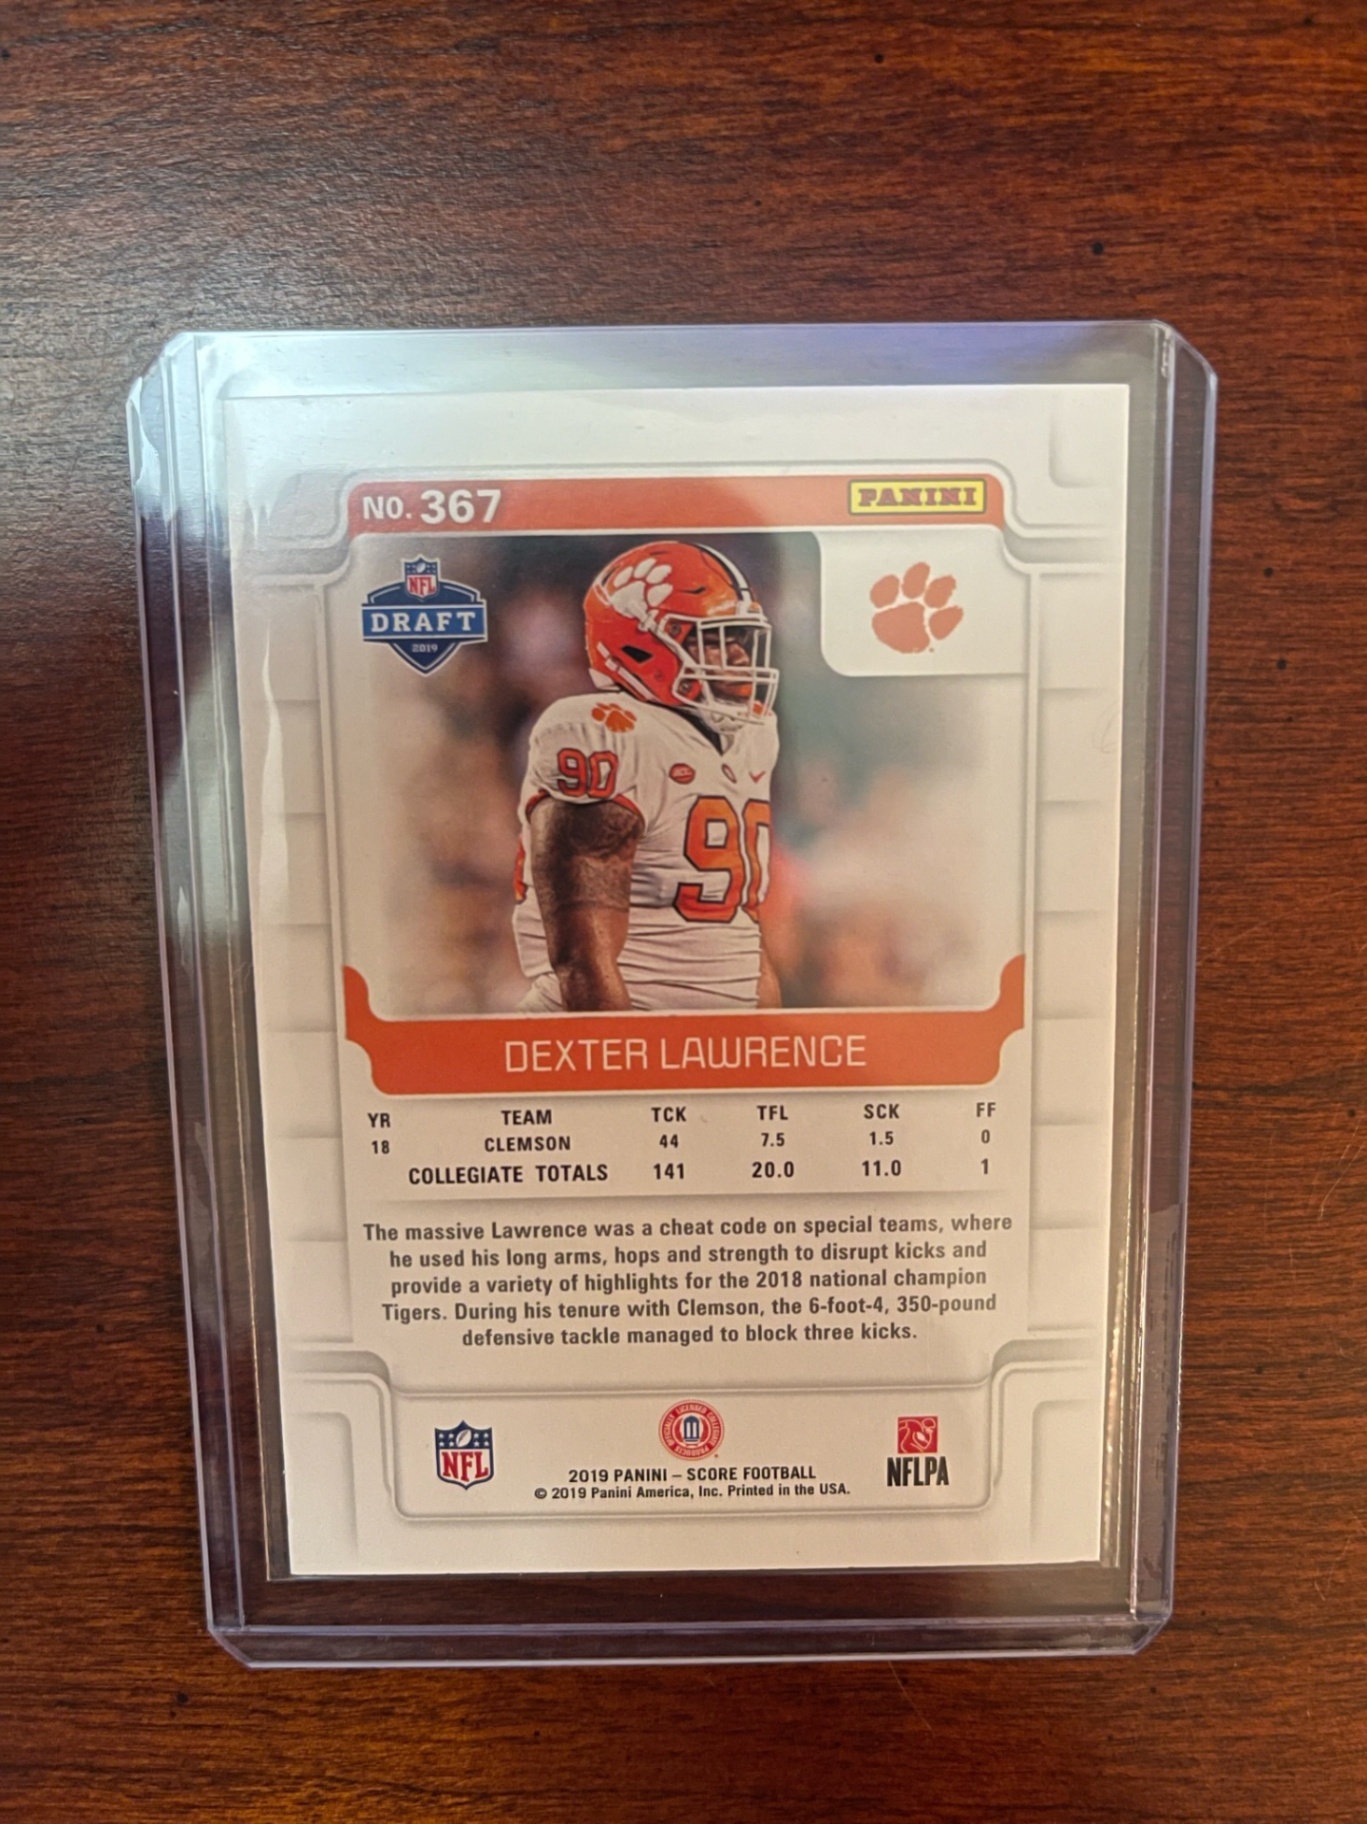 NO. 367
PANINI
NFL
DRAFT
2019
90
90
DEXTER LAWRENCE
YR TEAM TCK TFL SCK FF
18 CLEMSON 44 7.5 1.5 0
COLLEGIATE TOTALS 141 20.0 11.0 1
The massive Lawrence was a cheat code on special teams, where
he used his long arms, hops and strength to disrupt kicks and
provide a variety of highlights for the 2018 national champion
Tigers. During his tenure with Clemson, the 6-foot-4, 350-pound
defensive tackle managed to block three kicks.
NFL
OFFICIALLY LICENSED COLLEGIATE PRODUCTS
NFLPA
2019 PANINI – SCORE FOOTBALL
© 2019 Panini America, Inc. Printed in the USA.